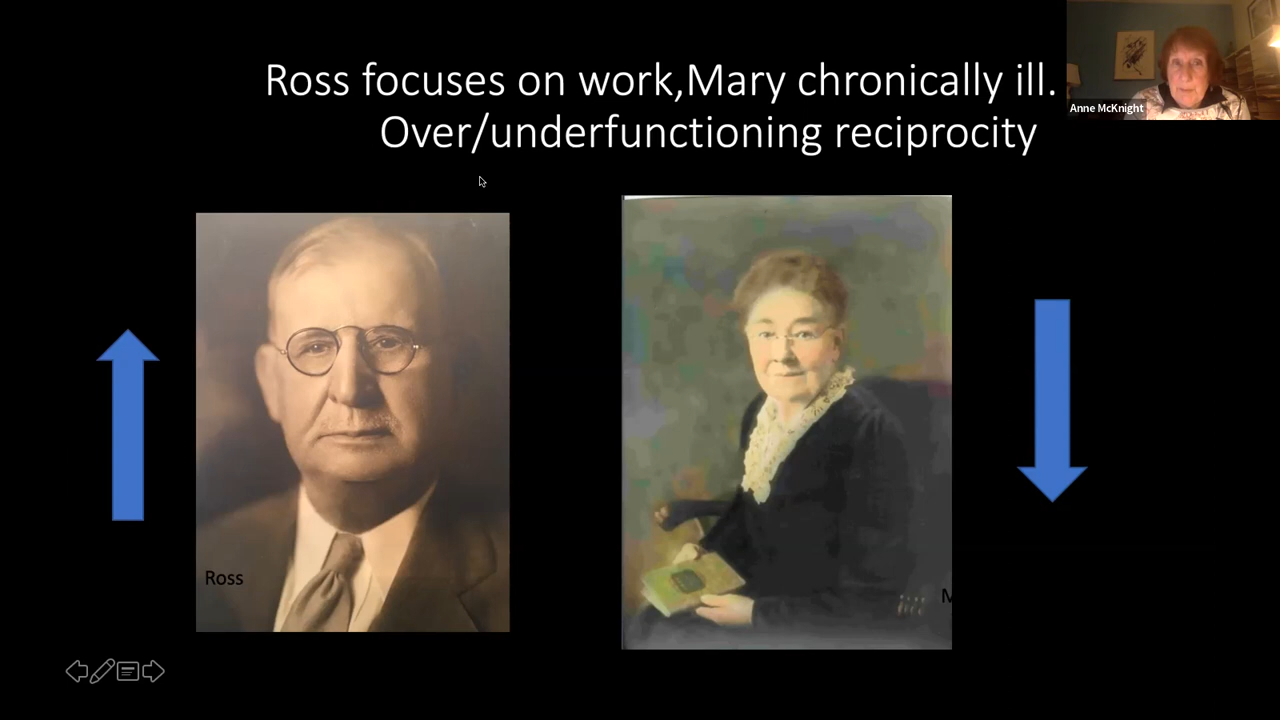 Ross focuses on work,Mary chronically ill.
Over/underfunctioning reciprocity
Anne McKnight
Ross
M